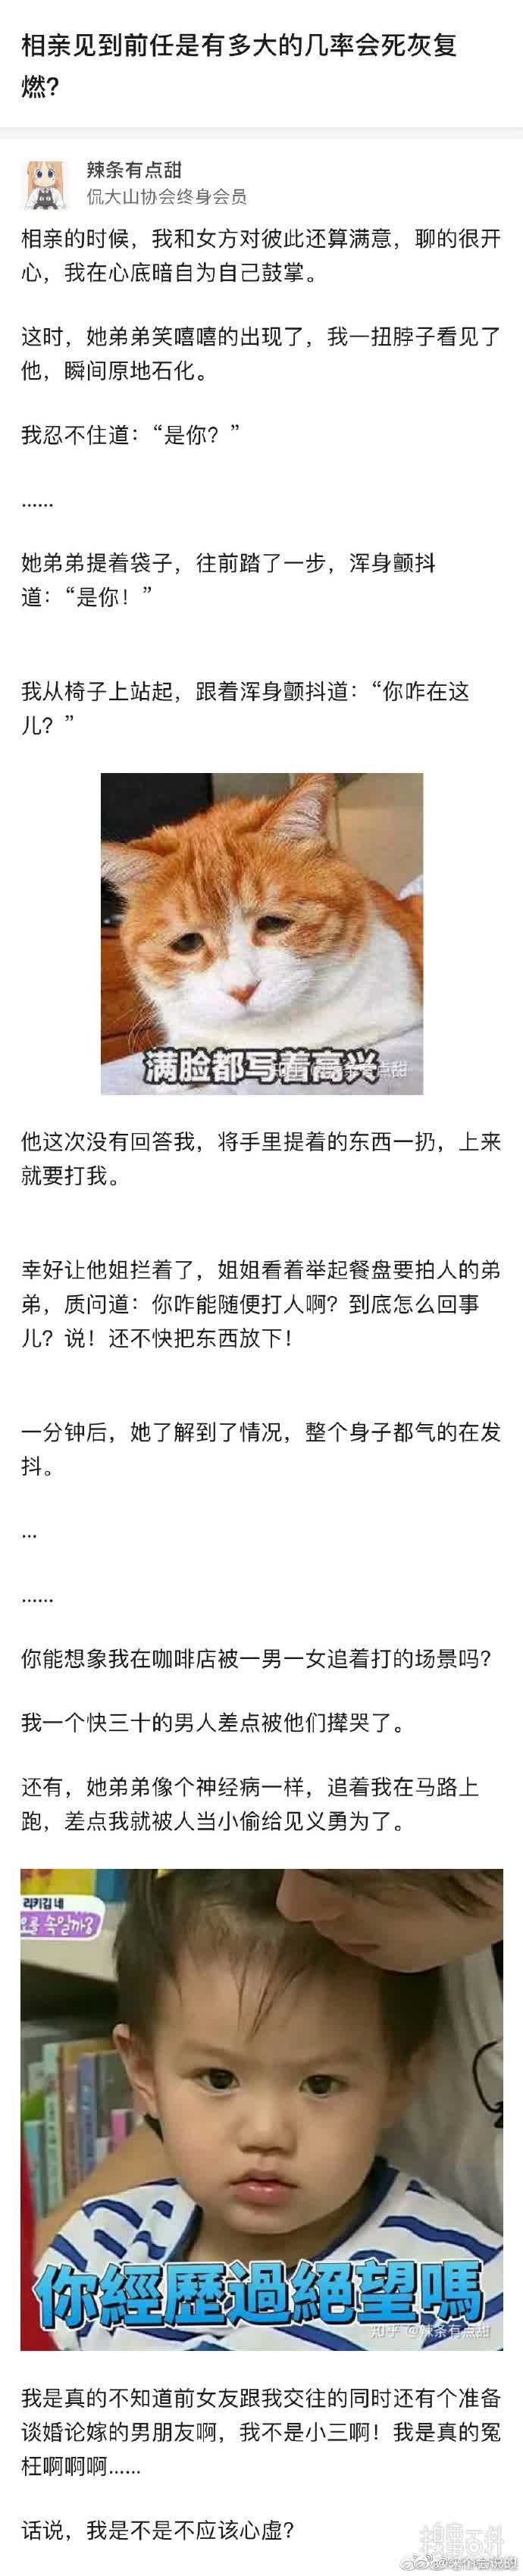 相亲见到前任是有多大的几率会死灰复
燃?
辣条有点甜
侃大山协会终身会员
相亲的时候，我和女方对彼此还算满意，聊的很开
心，我在心底暗自为自己鼓掌。
这时，她弟弟笑嘻嘻的出现了，我一扭脖子看见了
他，瞬间原地石化。
我忍不住道：“是你？”
......
她弟弟提着袋子，往前踏了一步，浑身颤抖
道：“是你！”
我从椅子上站起，跟着浑身颤抖道：“你咋在这
儿？”
满脸都写着高兴
他这次没有回答我，将手里提着的东西一扔，上来
就要打我。
幸好让他姐拦着了，姐姐看着举起餐盘要拍人的弟
弟，质问道：你咋能随便打人啊？到底怎么回事
儿？说！还不快把东西放下！
一分钟后，她了解到了情况，整个身子都气的在发
抖。
...
......
你能想象我在咖啡店被一男一女追着打的场景吗？
我一个快三十的男人差点被他们撵哭了。
还有，她弟弟像个神经病一样，追着我在马路上
跑，差点我就被人当小偷给见义勇为了。
리키김 네
속일까?
你經歷過絕望嗎
知乎 @辣条有点甜
我是真的不知道前女友跟我交往的同时还有个准备
谈婚论嫁的男朋友啊，我不是小三啊！我是真的冤
枉啊啊啊......
话说，我是不是不应该心虚？